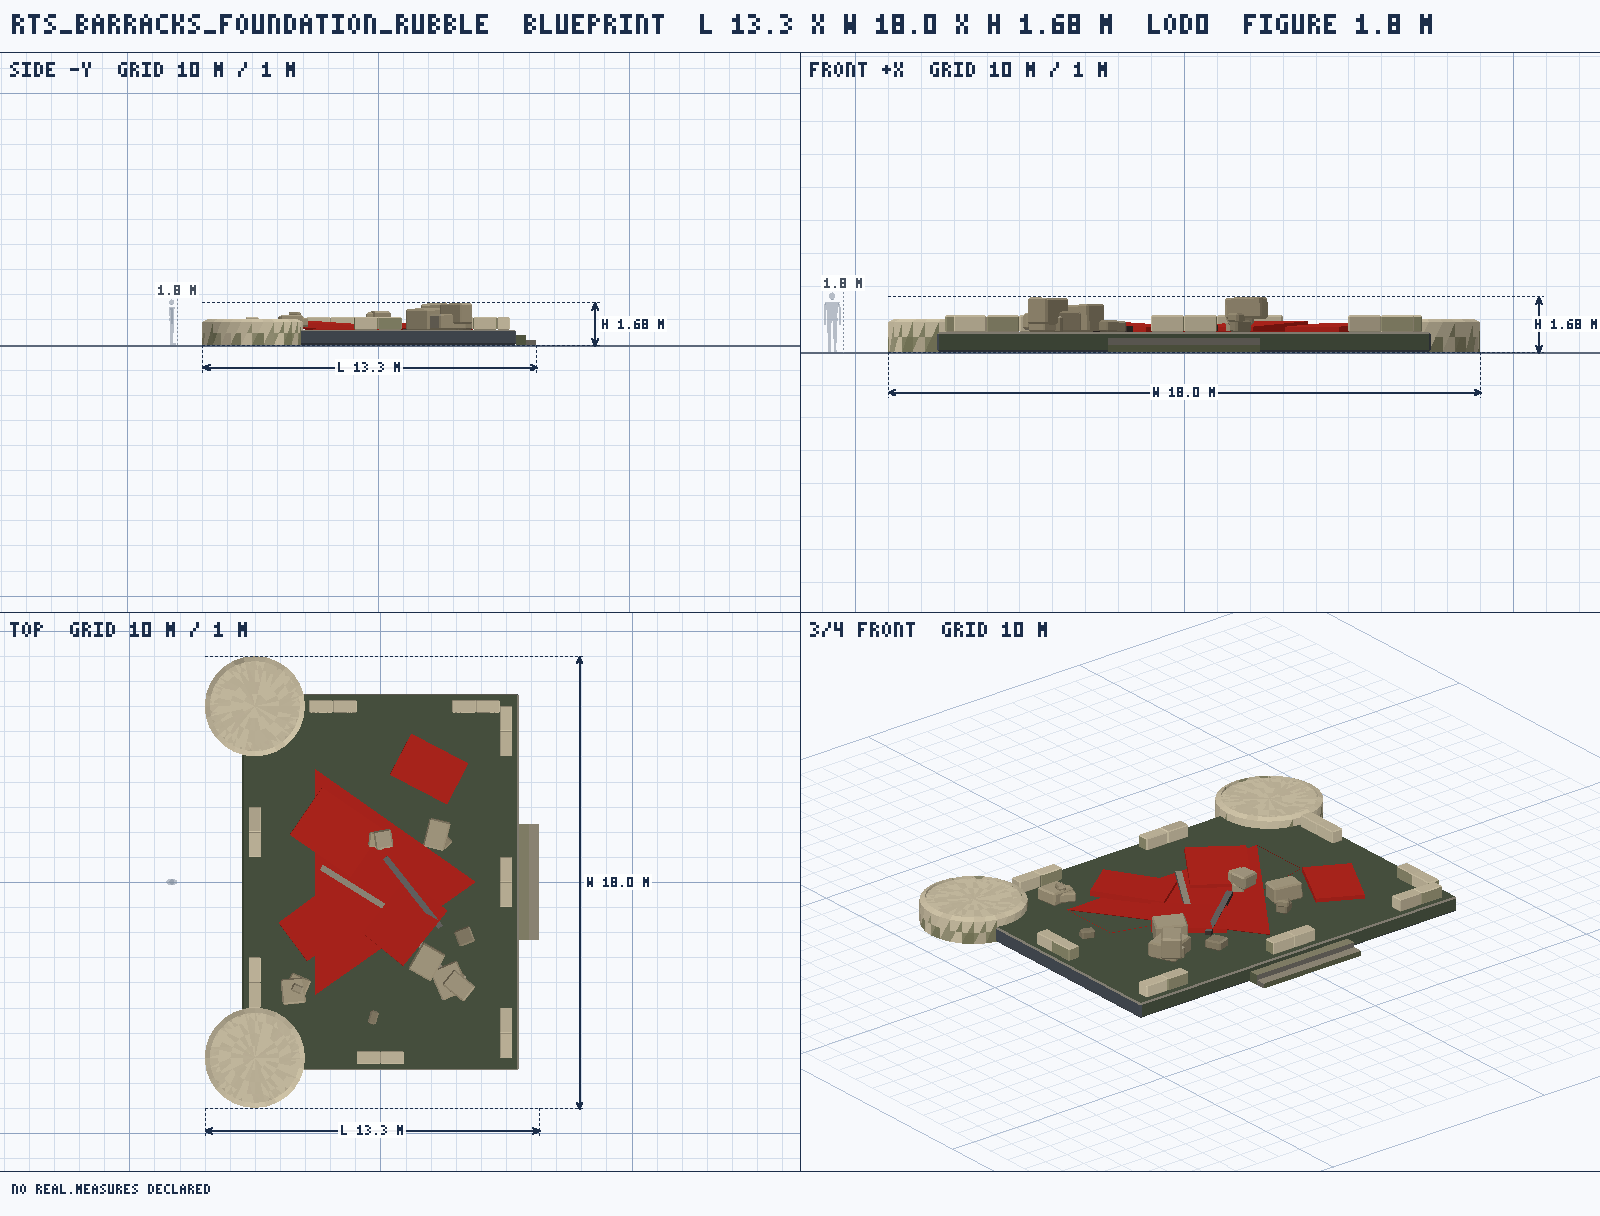 RTS_BARRACKS_FOUNDATION_RUBBLE BLUEPRINT L 13.3 X W 18.0 X H 1.68 M LOD0 FIGURE 1.8 M
SIDE -Y GRID 10 M / 1 M
FRONT +X GRID 10 M / 1 M
1.8 M
H 1.68 M
L 13.3 M
1.8 M
H 1.68 M
W 18.0 M
TOP GRID 10 M / 1 M
3/4 FRONT GRID 10 M
W 18.0 M
L 13.3 M
NO REAL.MEASURES DECLARED